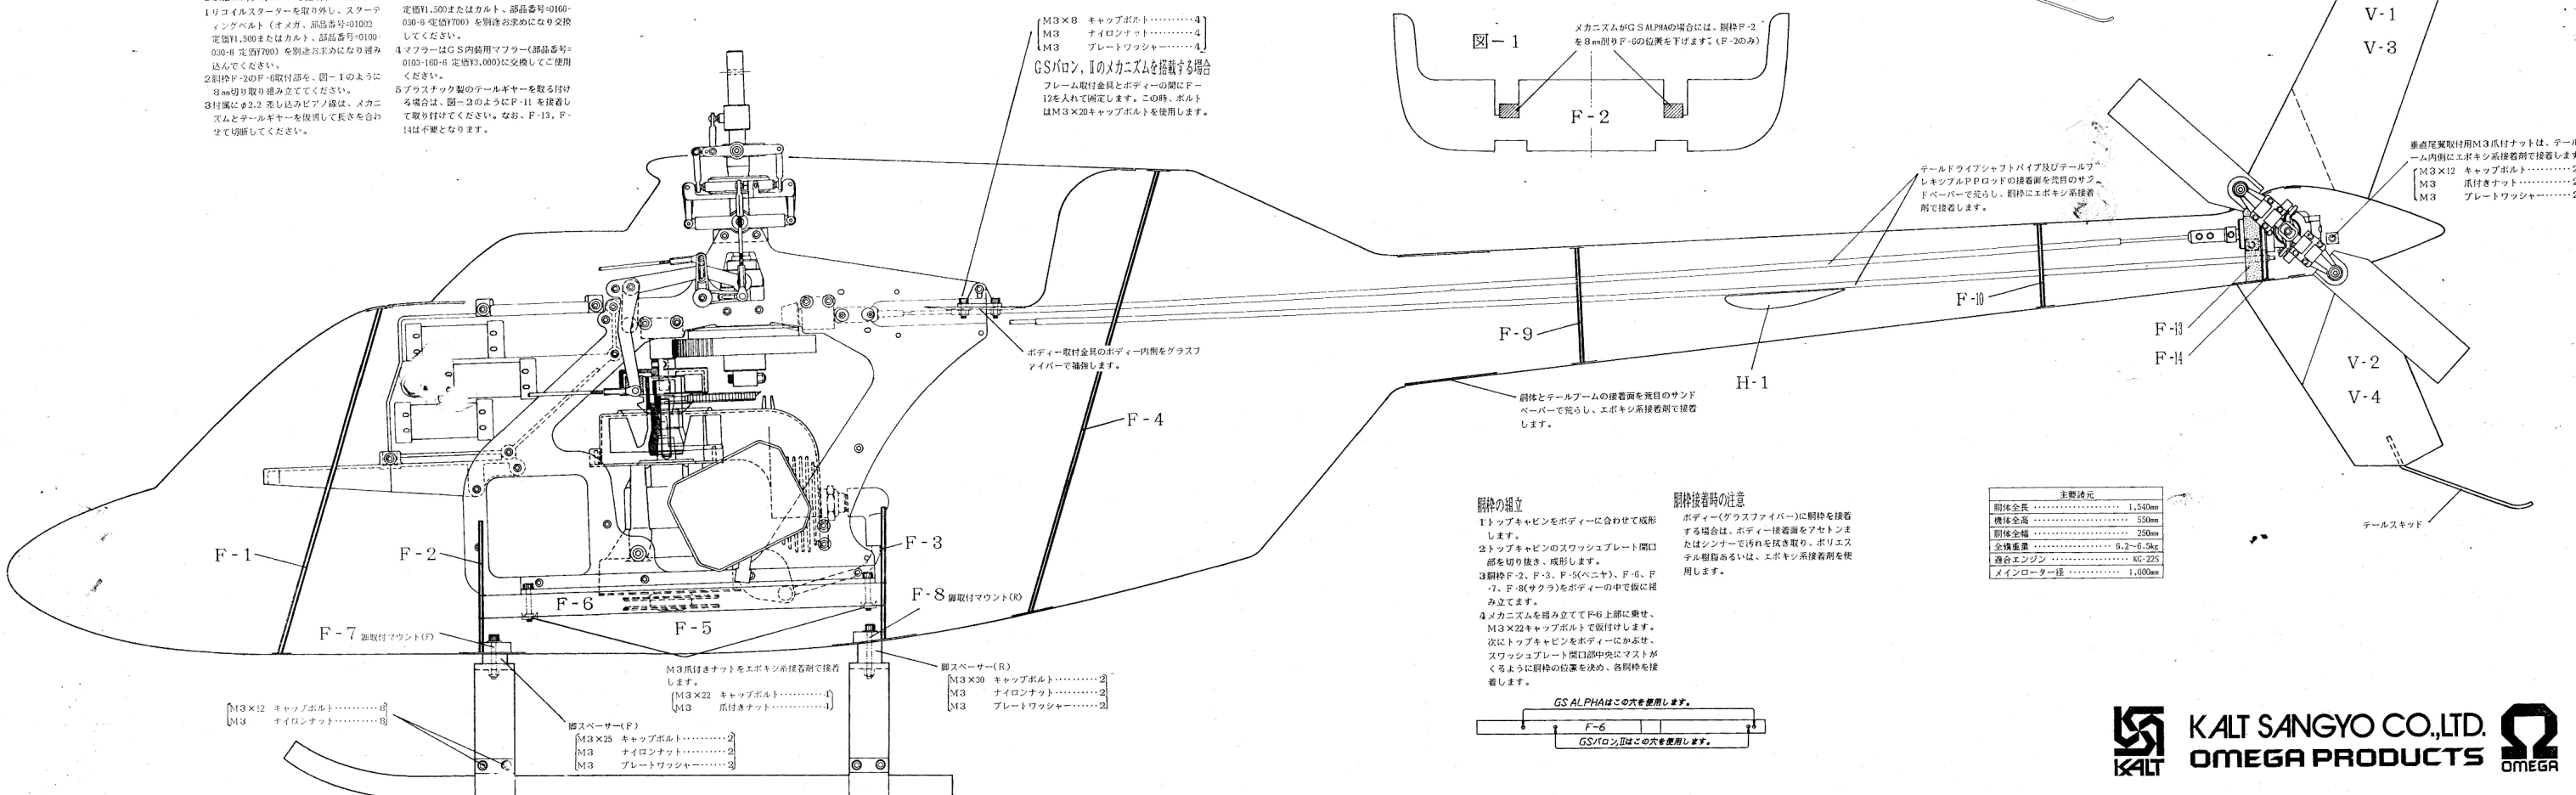 1リコイルスターターを取り外し、スターテ
ィングベルト（オメガ、部品番号=01002
定価¥1,500またはカルト、部品番号=0100-
030-6 定価¥700）を別途お求めになり組み
込んでください。
2胴枠F-2のF-6取付部を、図ー1のように
8mm切り取り組み立ててください。
3付属にφ2.2 差し込みピアノ線は、メカニ
ズムとテールギヤーを仮置して長さを合わ
せて切断してください。
定価¥1,500またはカルト、部品番号=0100-
030-6 定価¥700）を別途お求めになり交換
してください。
4マフラーはGS内装用マフラー(部品番号=
0103-160-6 定価¥3,000)に交換してご使用
ください。
5プラスチック製のテールギヤーを取る付け
る場合は、図ー2のようにF-11 を接着し
て取り付けてください。なお、F-13, F-
14は不要となります。
M3×8 キャップボルト‥‥‥‥4
M3 ナイロンナット‥‥‥‥4
M3 プレートワッシャー‥‥‥4
GSバロン, IIのメカニズムを搭載する場合
フレーム取付金具とボディーの間にF-
12を入れて固定します。この時、ボルト
はM3×20キャップボルトを使用します。
図ー1
メカニズムがGS ALPHAの場合には、胴枠F-2
を8mm削りF-6の位置を下げます。(F-2のみ)
F-2
V-1
V-3
垂直尾翼取付用M3爪付ナットは、テール
ーム内側にエポキシ系接着剤で接着します
M3×12 キャップボルト
M3 爪付きナット
M3 プレートワッシャー
テールドライブシャフトパイプ及びテールフ
レキシブルPPロッドの接着面を荒目のサン
ドペーパーで荒らし、胴枠にエポキシ系接着
剤で接着します。
ボディー取付金具のボディー内側をグラスフ
ァイバーで補強します。
F-9
F-10
H-1
F-13
F-14
V-2
V-4
F-4
胴体とテールブームの接着面を荒目のサンド
ペーパーで荒らし、エポキシ系接着剤で接着
します。
テールスキッド
F-1
F-2
F-3
F-6
F-5
F-8 脚取付マウント(R)
F-7 脚取付マウント(F)
M3爪付きナットをエポキシ系接着剤で接着
します。
M3×22 キャップボルト‥‥‥‥4
M3 爪付きナット‥‥‥‥4
脚スペーサー(R)
M3×30 キャップボルト‥‥‥‥2
M3 ナイロンナット‥‥‥‥2
M3 プレートワッシャー‥‥‥2
M3×12 キャップボルト‥‥‥‥8
M3 ナイロンナット‥‥‥‥8
脚スペーサー(F)
M3×25 キャップボルト‥‥‥‥2
M3 ナイロンナット‥‥‥‥2
M3 プレートワッシャー‥‥‥2
胴枠の組立
1トップキャビンをボディーに合わせて成形
します。
2トップキャビンのスワッシュプレート開口
部を切り抜き、成形します。
3胴枠F-2、F-3、F-5(ベニヤ)、F-6、F
-7、F-8(サクラ)をボディーの中で仮に組
み立てます。
4メカニズムを組み立ててF-6上部に乗せ、
M3×22キャップボルトで仮付けします。
次にトップキャビンをボディーにかぶせ、
スワッシュプレート開口部中央にマストが
くるように胴枠の位置を決め、各胴枠を接
着します。
胴枠接着時の注意
ボディー(グラスファイバー)に胴枠を接着
する場合は、ボディー接着面をアセトンま
たはシンナーで汚れを拭き取り、ポリエス
テル樹脂あるいは、エポキシ系接着剤を使
用します。
主要諸元
胴体全長 ‥‥‥‥‥‥ 1,540mm
機体全高 ‥‥‥‥‥‥ 550mm
胴体全幅 ‥‥‥‥‥‥ 250mm
全備重量 ‥‥‥‥‥‥ 6.2～6.5kg
適合エンジン ‥‥‥‥‥ KG-22S
メインローター径 ‥‥‥‥ 1,600mm
GS ALPHAはこの穴を使用します。
F-6
GSバロン,IIはこの穴を使用します。
KALT
KALT SANGYO CO.,LTD.
OMEGA PRODUCTS
OMEGA